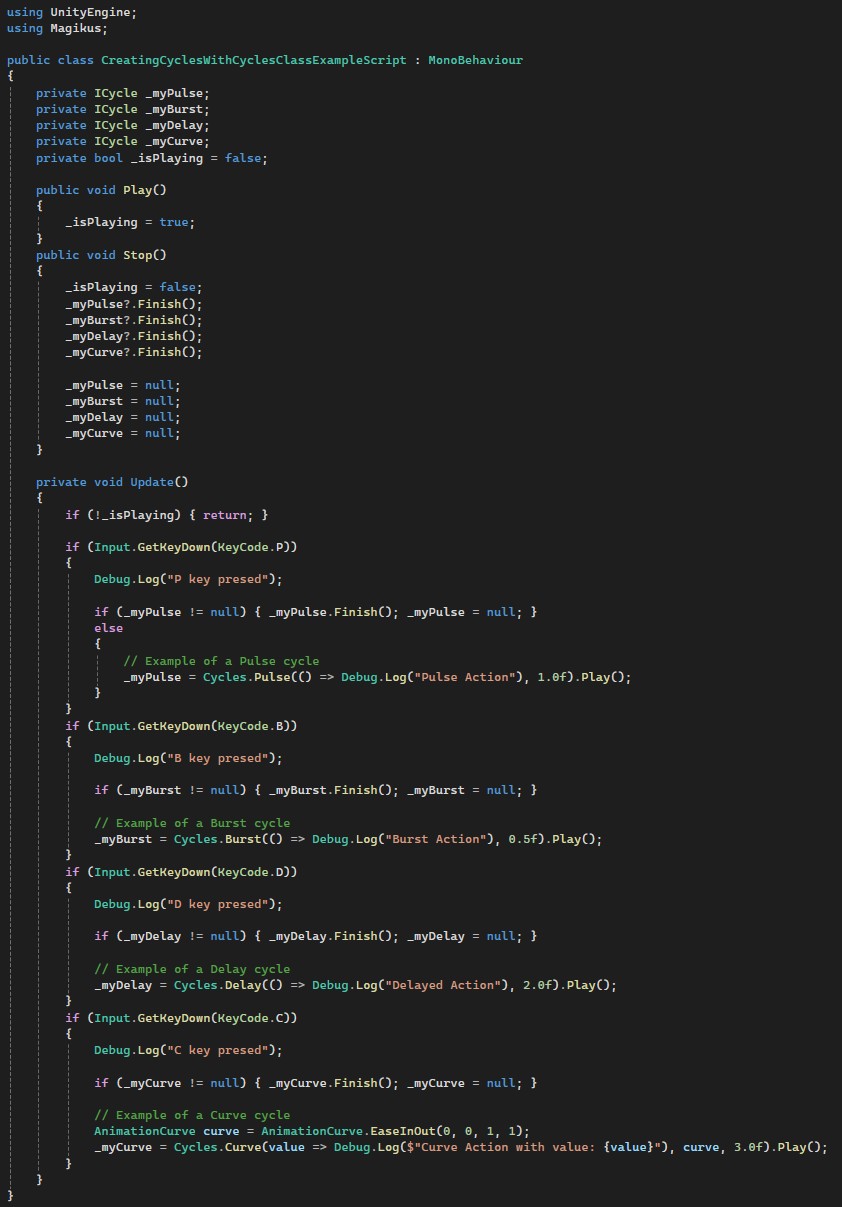 using UnityEngine;
using Magikus;

public class CreatingCyclesWithCyclesClassExampleScript : MonoBehaviour
{
    private ICycle _myPulse;
    private ICycle _myBurst;
    private ICycle _myDelay;
    private ICycle _myCurve;
    private bool _isPlaying = false;

    public void Play()
    {
        _isPlaying = true;
    }
    public void Stop()
    {
        _isPlaying = false;
        _myPulse?.Finish();
        _myBurst?.Finish();
        _myDelay?.Finish();
        _myCurve?.Finish();

        _myPulse = null;
        _myBurst = null;
        _myDelay = null;
        _myCurve = null;
    }

    private void Update()
    {
        if (!_isPlaying) { return; }

        if (Input.GetKeyDown(KeyCode.P))
        {
            Debug.Log("P key presed");

            if (_myPulse != null) { _myPulse.Finish(); _myPulse = null; }
            else
            {
                // Example of a Pulse cycle
                _myPulse = Cycles.Pulse(() => Debug.Log("Pulse Action"), 1.0f).Play();
            }
        }
        if (Input.GetKeyDown(KeyCode.B))
        {
            Debug.Log("B key presed");

            if (_myBurst != null) { _myBurst.Finish(); _myBurst = null; }

            // Example of a Burst cycle
            _myBurst = Cycles.Burst(() => Debug.Log("Burst Action"), 0.5f).Play();
        }
        if (Input.GetKeyDown(KeyCode.D))
        {
            Debug.Log("D key presed");

            if (_myDelay != null) { _myDelay.Finish(); _myDelay = null; }

            // Example of a Delay cycle
            _myDelay = Cycles.Delay(() => Debug.Log("Delayed Action"), 2.0f).Play();
        }
        if (Input.GetKeyDown(KeyCode.C))
        {
            Debug.Log("C key presed");

            if (_myCurve != null) { _myCurve.Finish(); _myCurve = null; }

            // Example of a Curve cycle
            AnimationCurve curve = AnimationCurve.EaseInOut(0, 0, 1, 1);
            _myCurve = Cycles.Curve(value => Debug.Log($"Curve Action with value: {value}"), curve, 3.0f).Play();
        }
    }
}